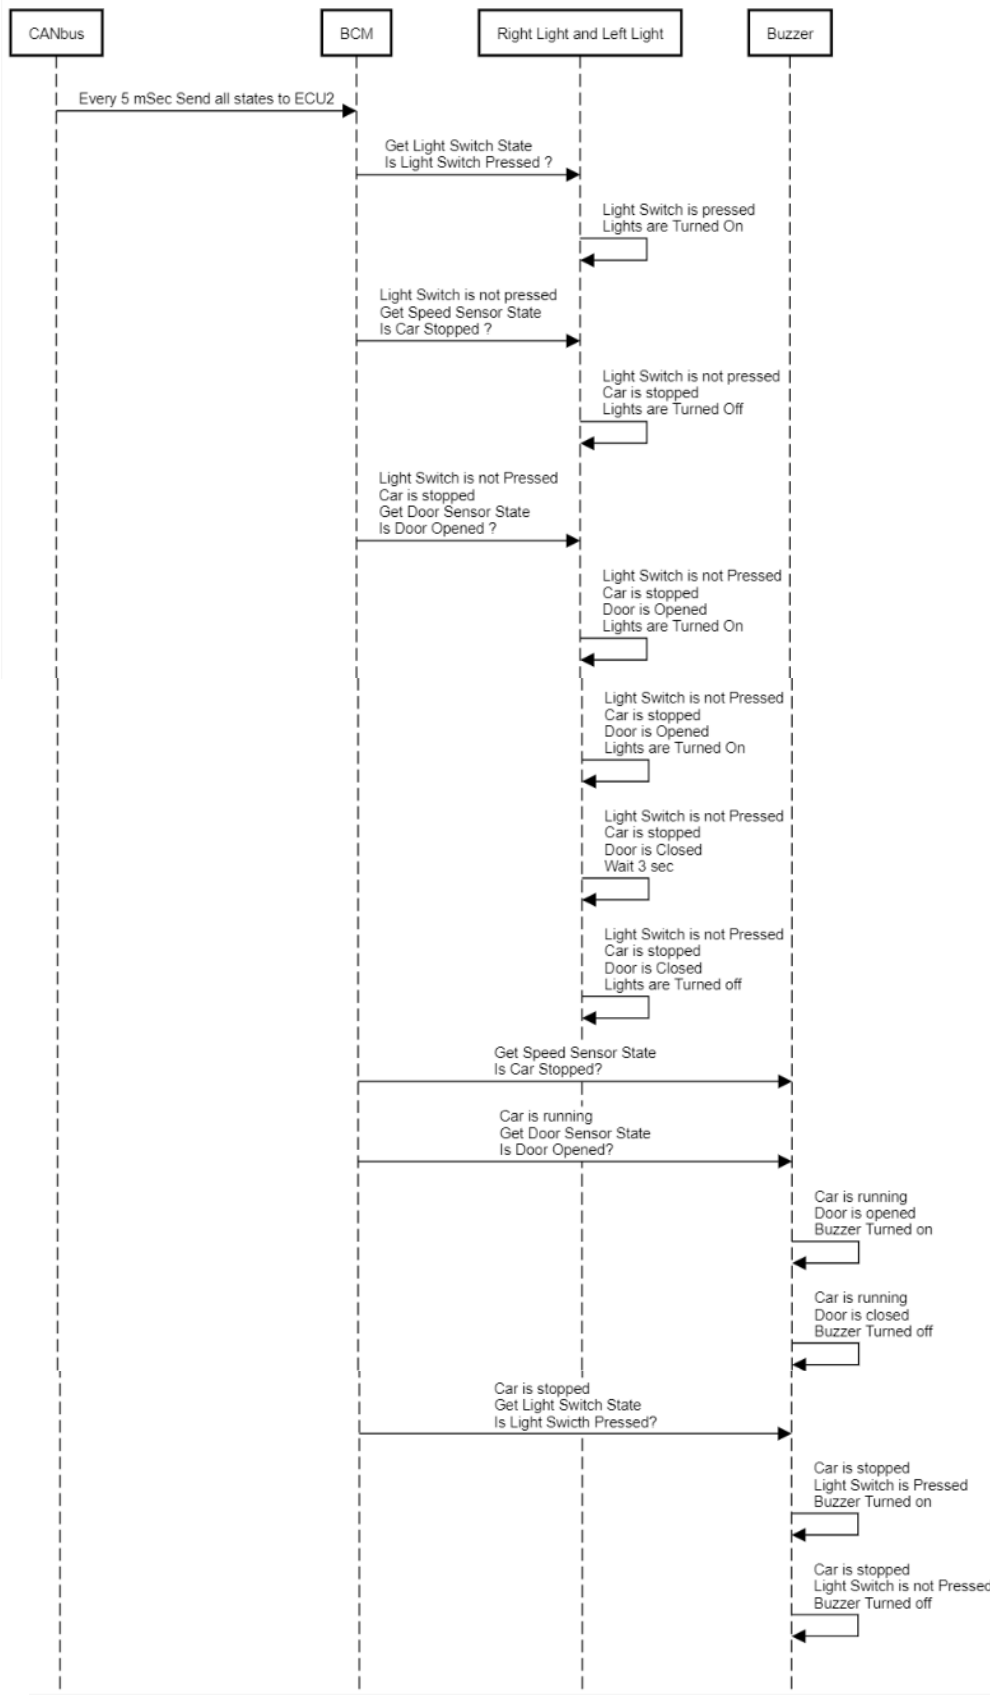 CANbus
BCM
Right Light and Left Light
Buzzer
Every 5 mSec Send all states to ECU2
Get Light Switch State
Is Light Switch Pressed ?
Light Switch is pressed
Lights are Turned On
Light Switch is not pressed
Get Speed Sensor State
Is Car Stopped ?
Light Switch is not pressed
Car is stopped
Lights are Turned Off
Light Switch is not Pressed
Car is stopped
Get Door Sensor State
Is Door Opened ?
Light Switch is not Pressed
Car is stopped
Door is Opened
Lights are Turned On
Light Switch is not Pressed
Car is stopped
Door is Opened
Lights are Turned On
Light Switch is not Pressed
Car is stopped
Door is Closed
Wait 3 sec
Light Switch is not Pressed
Car is stopped
Door is Closed
Lights are Turned off
Get Speed Sensor State
Is Car Stopped?
Car is running
Get Door Sensor State
Is Door Opened?
Car is running
Door is opened
Buzzer Turned on
Car is running
Door is closed
Buzzer Turned off
Car is stopped
Get Light Switch State
Is Light Swicth Pressed?
Car is stopped
Light Switch is Pressed
Buzzer Turned on
Car is stopped
Light Switch is not Pressed
Buzzer Turned off